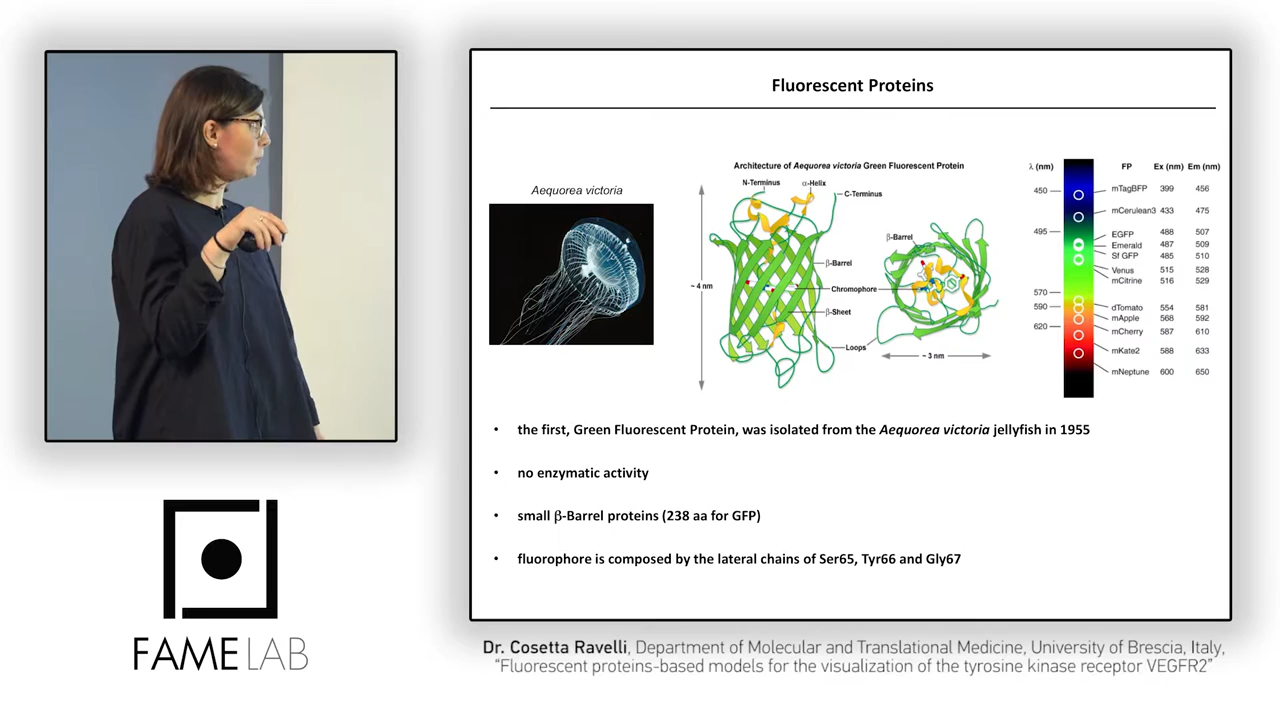 Fluorescent Proteins
Aequorea victoria
Architecture of Aequorea victoria Green Fluorescent Protein
N-Terminus
α-Helix
C-Terminus
β-Barrel
Chromophore
β-Sheet
Loops
~ 4 nm
β-Barrel
~ 3 nm
λ (nm) FP Ex (nm) Em (nm)
450
495
570
590
620
mTagBFP 399 456
mCerulean3 433 475
EGFP 488 507
Emerald 487 509
Sf GFP 485 510
Venus 515 528
mCitrine 516 529
dTomato 554 581
mApple 568 592
mCherry 587 610
mKate2 588 633
mNeptune 600 650
• the first, Green Fluorescent Protein, was isolated from the Aequorea victoria jellyfish in 1955
• no enzymatic activity
• small β-Barrel proteins (238 aa for GFP)
• fluorophore is composed by the lateral chains of Ser65, Tyr66 and Gly67
FAMELAB
Dr. Cosetta Ravelli, Department of Molecular and Translational Medicine, University of Brescia, Italy,
“Fluorescent proteins-based models for the visualization of the tyrosine kinase receptor VEGFR2”